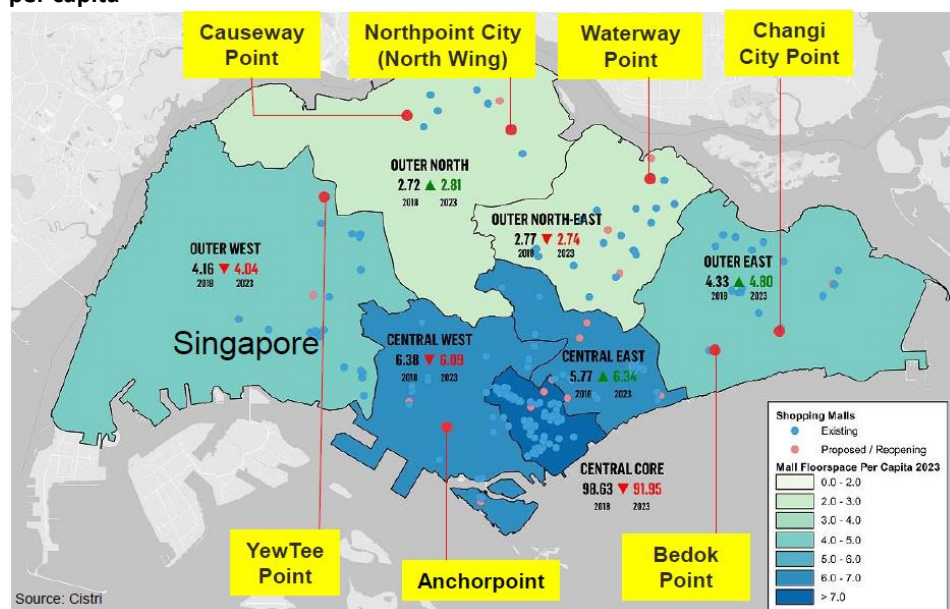 per capita
Causeway
Point
Northpoint City
(North Wing)
Waterway
Point
Changi
City Point
OUTER NORTH
2.72 ▲ 2.81
2018 2023
OUTER NORTH-EAST
2.77 ▼ 2.74
2018 2023
OUTER WEST
4.16 ▼ 4.04
2018 2023
OUTER EAST
4.33 ▲ 4.80
2018 2023
Singapore
CENTRAL WEST
6.38 ▼ 6.09
2018 2023
CENTRAL EAST
5.77 ▲ 6.34
2018 2023
CENTRAL CORE
98.63 ▼ 91.95
2018 2023
YewTee
Point
Anchorpoint
Bedok
Point
Shopping Malls
Existing
Proposed / Reopening
Mall Floorspace Per Capita 2023
0.0 - 2.0
2.0 - 3.0
3.0 - 4.0
4.0 - 5.0
5.0 - 6.0
6.0 - 7.0
> 7.0
Source: Cistri